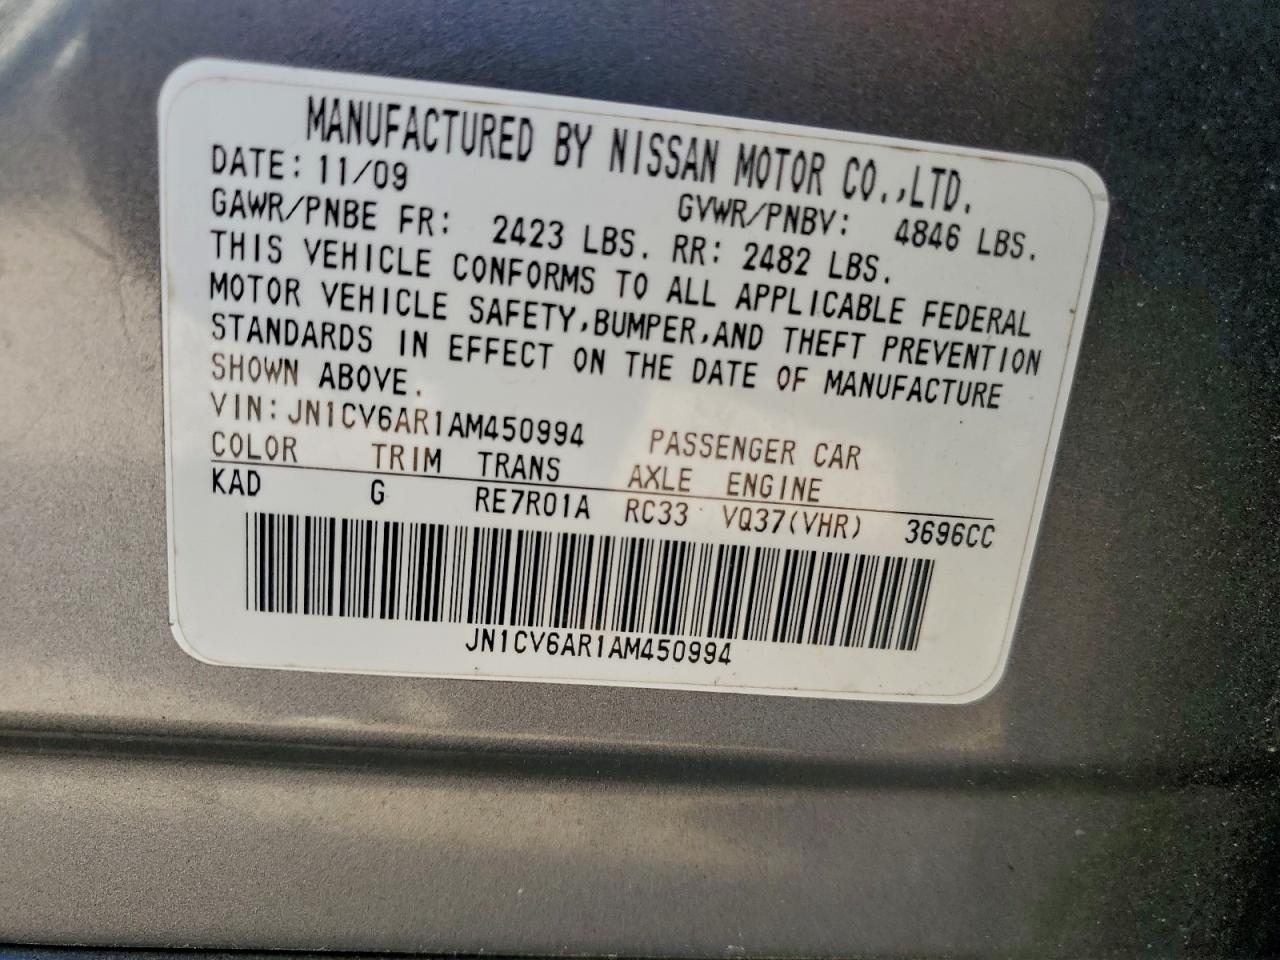 MANUFACTURED BY NISSAN MOTOR CO.,LTD.
DATE: 11/09 GVWR/PNBV: 4846 LBS.
GAWR/PNBE FR: 2423 LBS. RR: 2482 LBS.
THIS VEHICLE CONFORMS TO ALL APPLICABLE FEDERAL
MOTOR VEHICLE SAFETY,BUMPER,AND THEFT PREVENTION
STANDARDS IN EFFECT ON THE DATE OF MANUFACTURE
SHOWN ABOVE.
VIN:JN1CV6AR1AM450994 PASSENGER CAR
COLOR TRIM TRANS AXLE ENGINE
KAD G RE7R01A RC33 VQ37(VHR) 3696CC
JN1CV6AR1AM450994